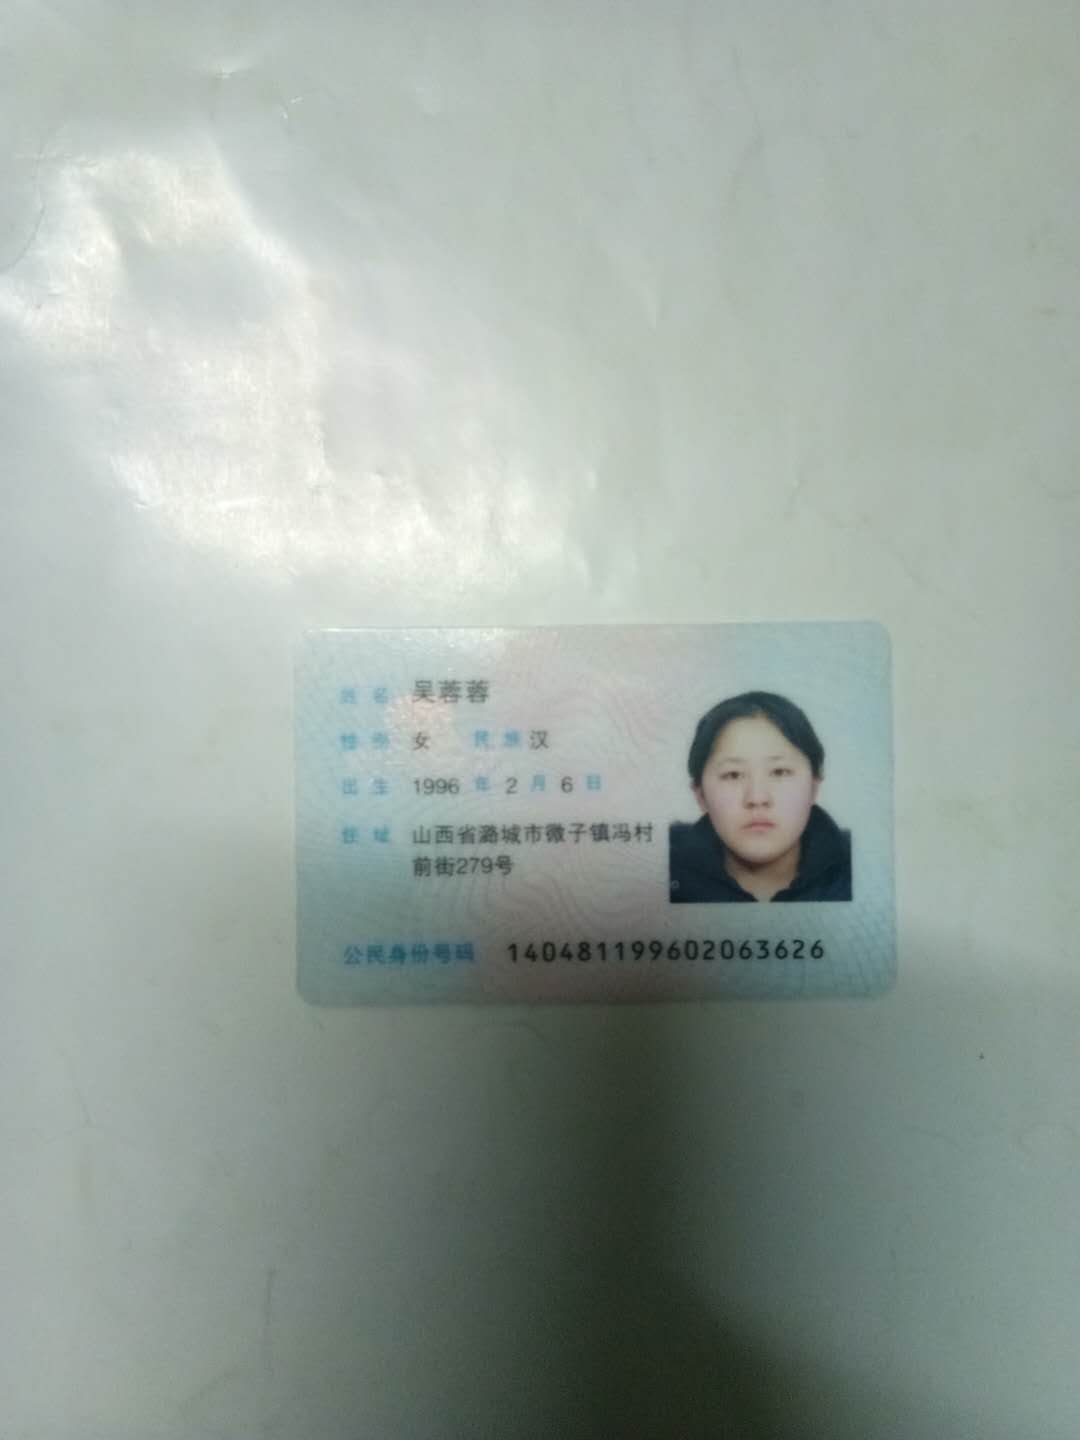 姓名 吴蓉蓉
性别 女 民族 汉
出生 1996 年 2 月 6 日
住址 山西省潞城市微子镇冯村
前街279号
公民身份号码 140481199602063626